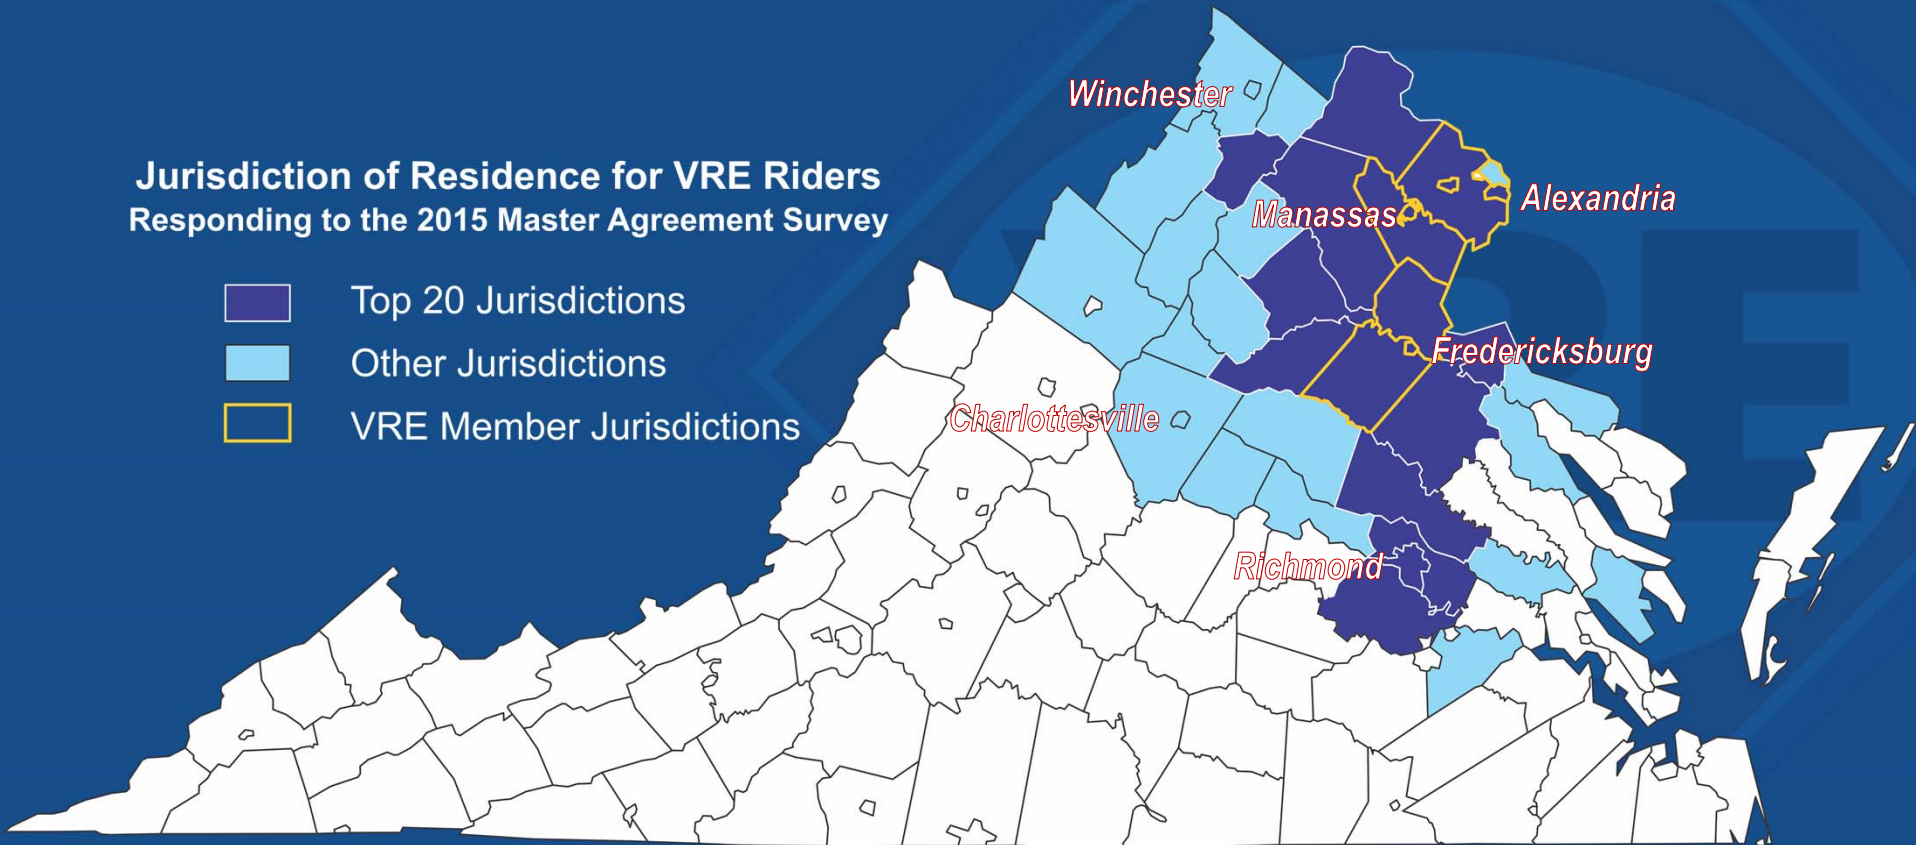 Winchester
Jurisdiction of Residence for VRE Riders
Responding to the 2015 Master Agreement Survey
Alexandria
Manassas
Top 20 Jurisdictions
Other Jurisdictions
Fredericksburg
VRE Member Jurisdictions
Charlottesville
Richmond
VRE